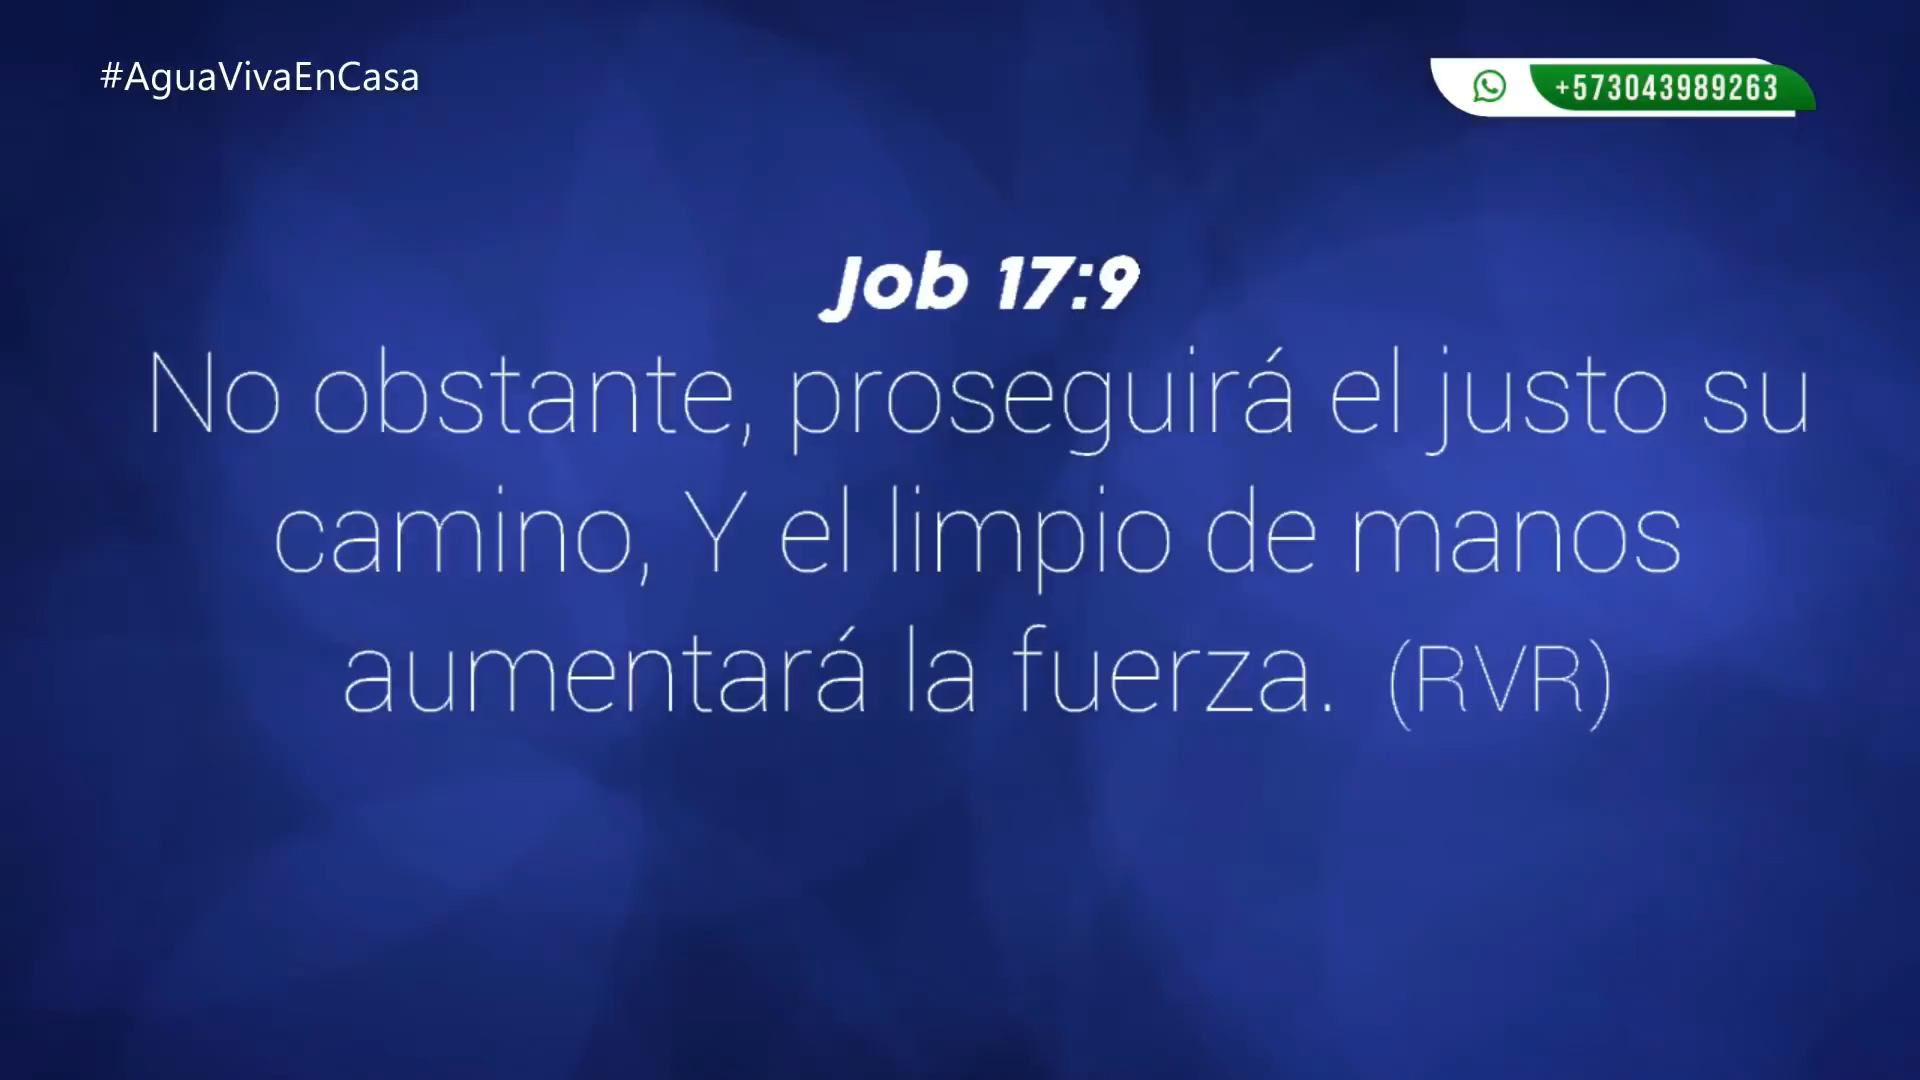 #AguaVivaEnCasa
+573043989263
Job 17:9
No obstante, proseguirá el justo su
camino, Y el limpio de manos
aumentará la fuerza. (RVR)